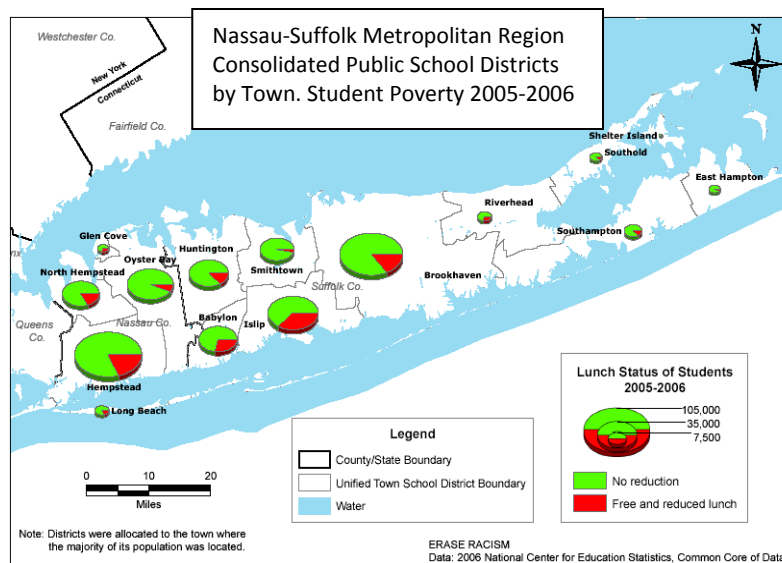 Nassau-Suffolk Metropolitan Region
Consolidated Public School Districts
by Town. Student Poverty 2005-2006
Westchester Co.
New York
Connecticut
Fairfield Co.
N
Shelter Island
Southold
East Hampton
Riverhead
Southampton
Glen Cove
Oyster Bay
Huntington
Smithtown
North Hempstead
Brookhaven
Suffolk Co.
Queens
Co.
Nassau Co.
Babylon
Islip
Hempstead
Long Beach
0 10 20
Miles
Legend
County/State Boundary
Unified Town School District Boundary
Water
Lunch Status of Students
2005-2006
105,000
35,000
7,500
No reduction
Free and reduced lunch
Note: Districts were allocated to the town where
the majority of its population was located.
ERASE RACISM
Data: 2006 National Center for Education Statistics, Common Core of Data